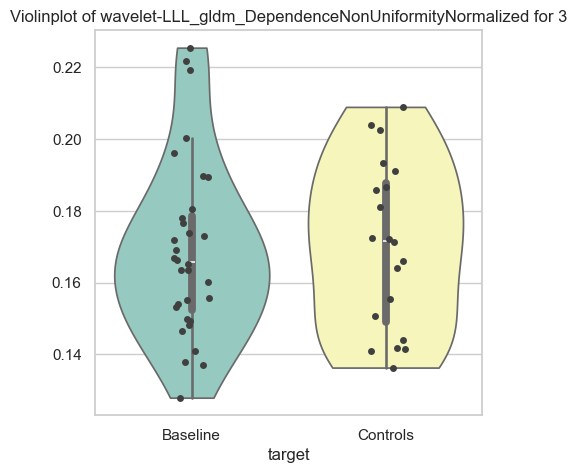 Violinplot of wavelet-LLL_gldm_DependenceNonUniformityNormalized for 3
0.22
0.20
0.18
0.16
0.14
Baseline
Controls
target